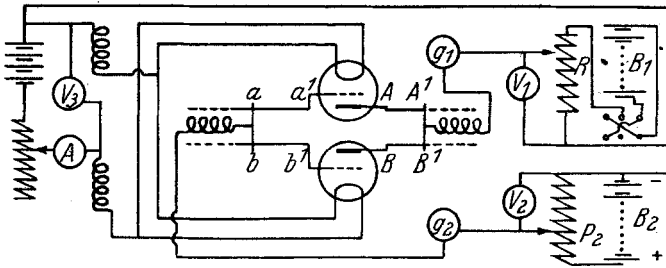 V₃
A
a
a¹
b
b¹
A
A¹
B
B¹
g₁
V₁
R
B₁
g₂
V₂
P₂
B₂
-
+